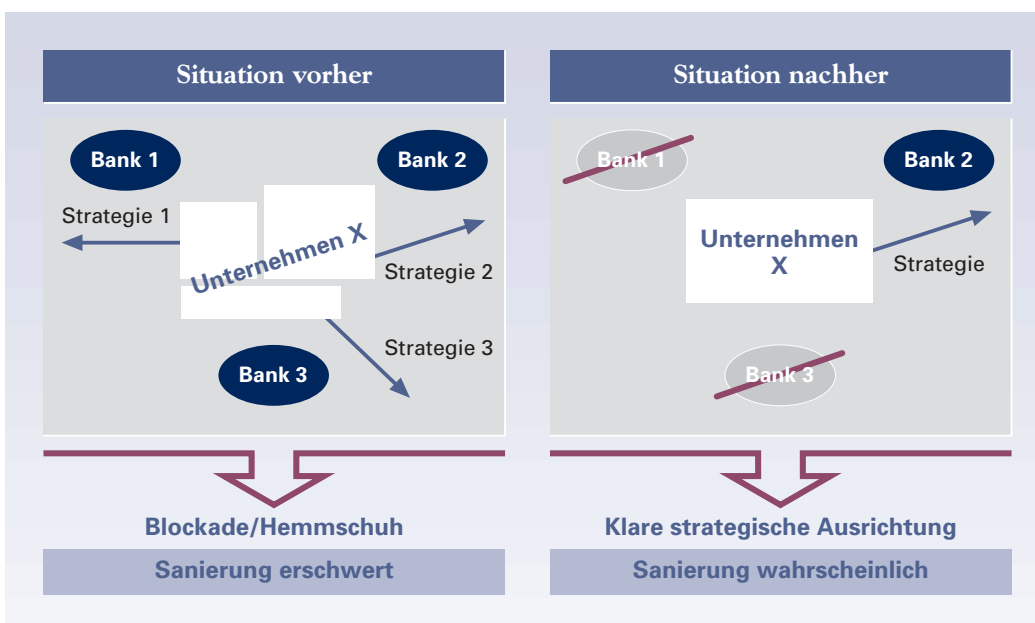 Situation vorher
Bank 1
Bank 2
Strategie 1
Unternehmen X
Strategie 2
Strategie 3
Bank 3
Blockade/Hemmschuh
Sanierung erschwert
Situation nachher
Bank 1
Bank 2
Unternehmen
X
Strategie
Bank 3
Klare strategische Ausrichtung
Sanierung wahrscheinlich